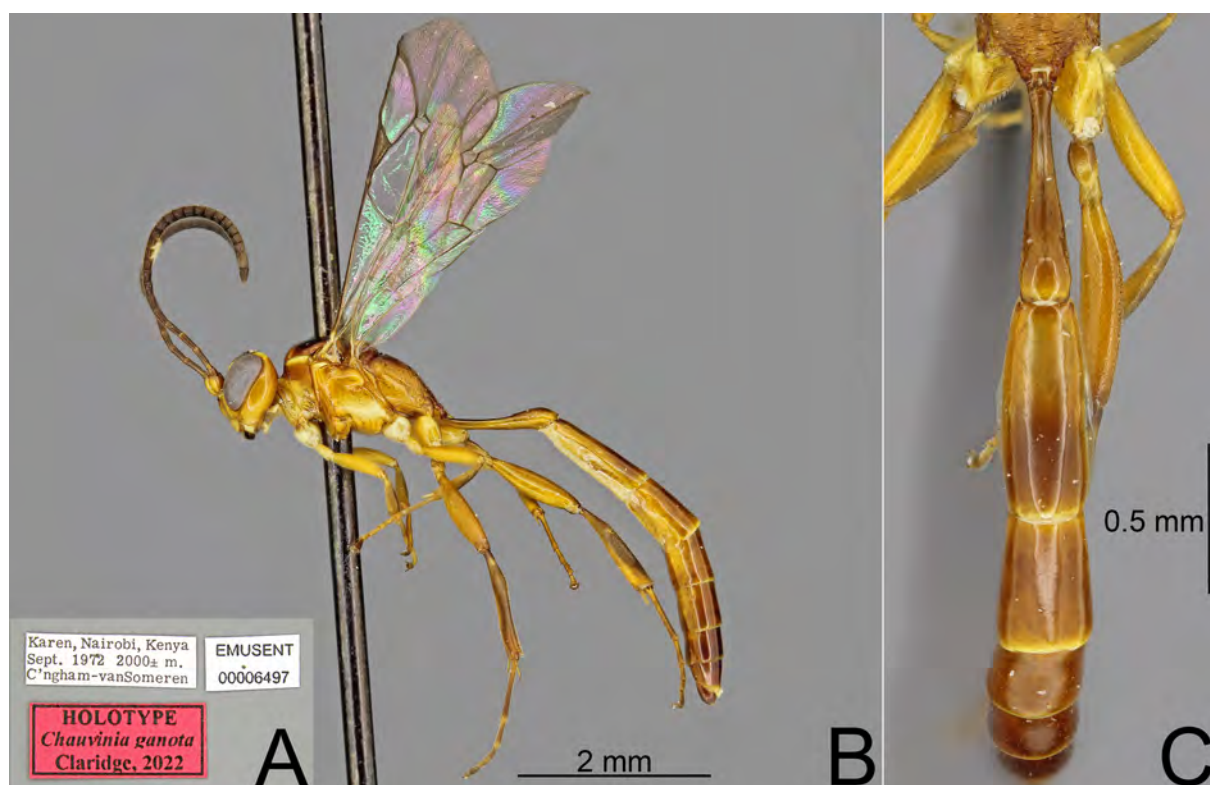 Karen, Nairobi, Kenya
Sept. 1972 2000± m.
C'ngham-vanSomeren
EMUSENT
00006497
HOLOTYPE
Chauvinia ganota
Claridge, 2022
A
2 mm
B
0.5 mm
C